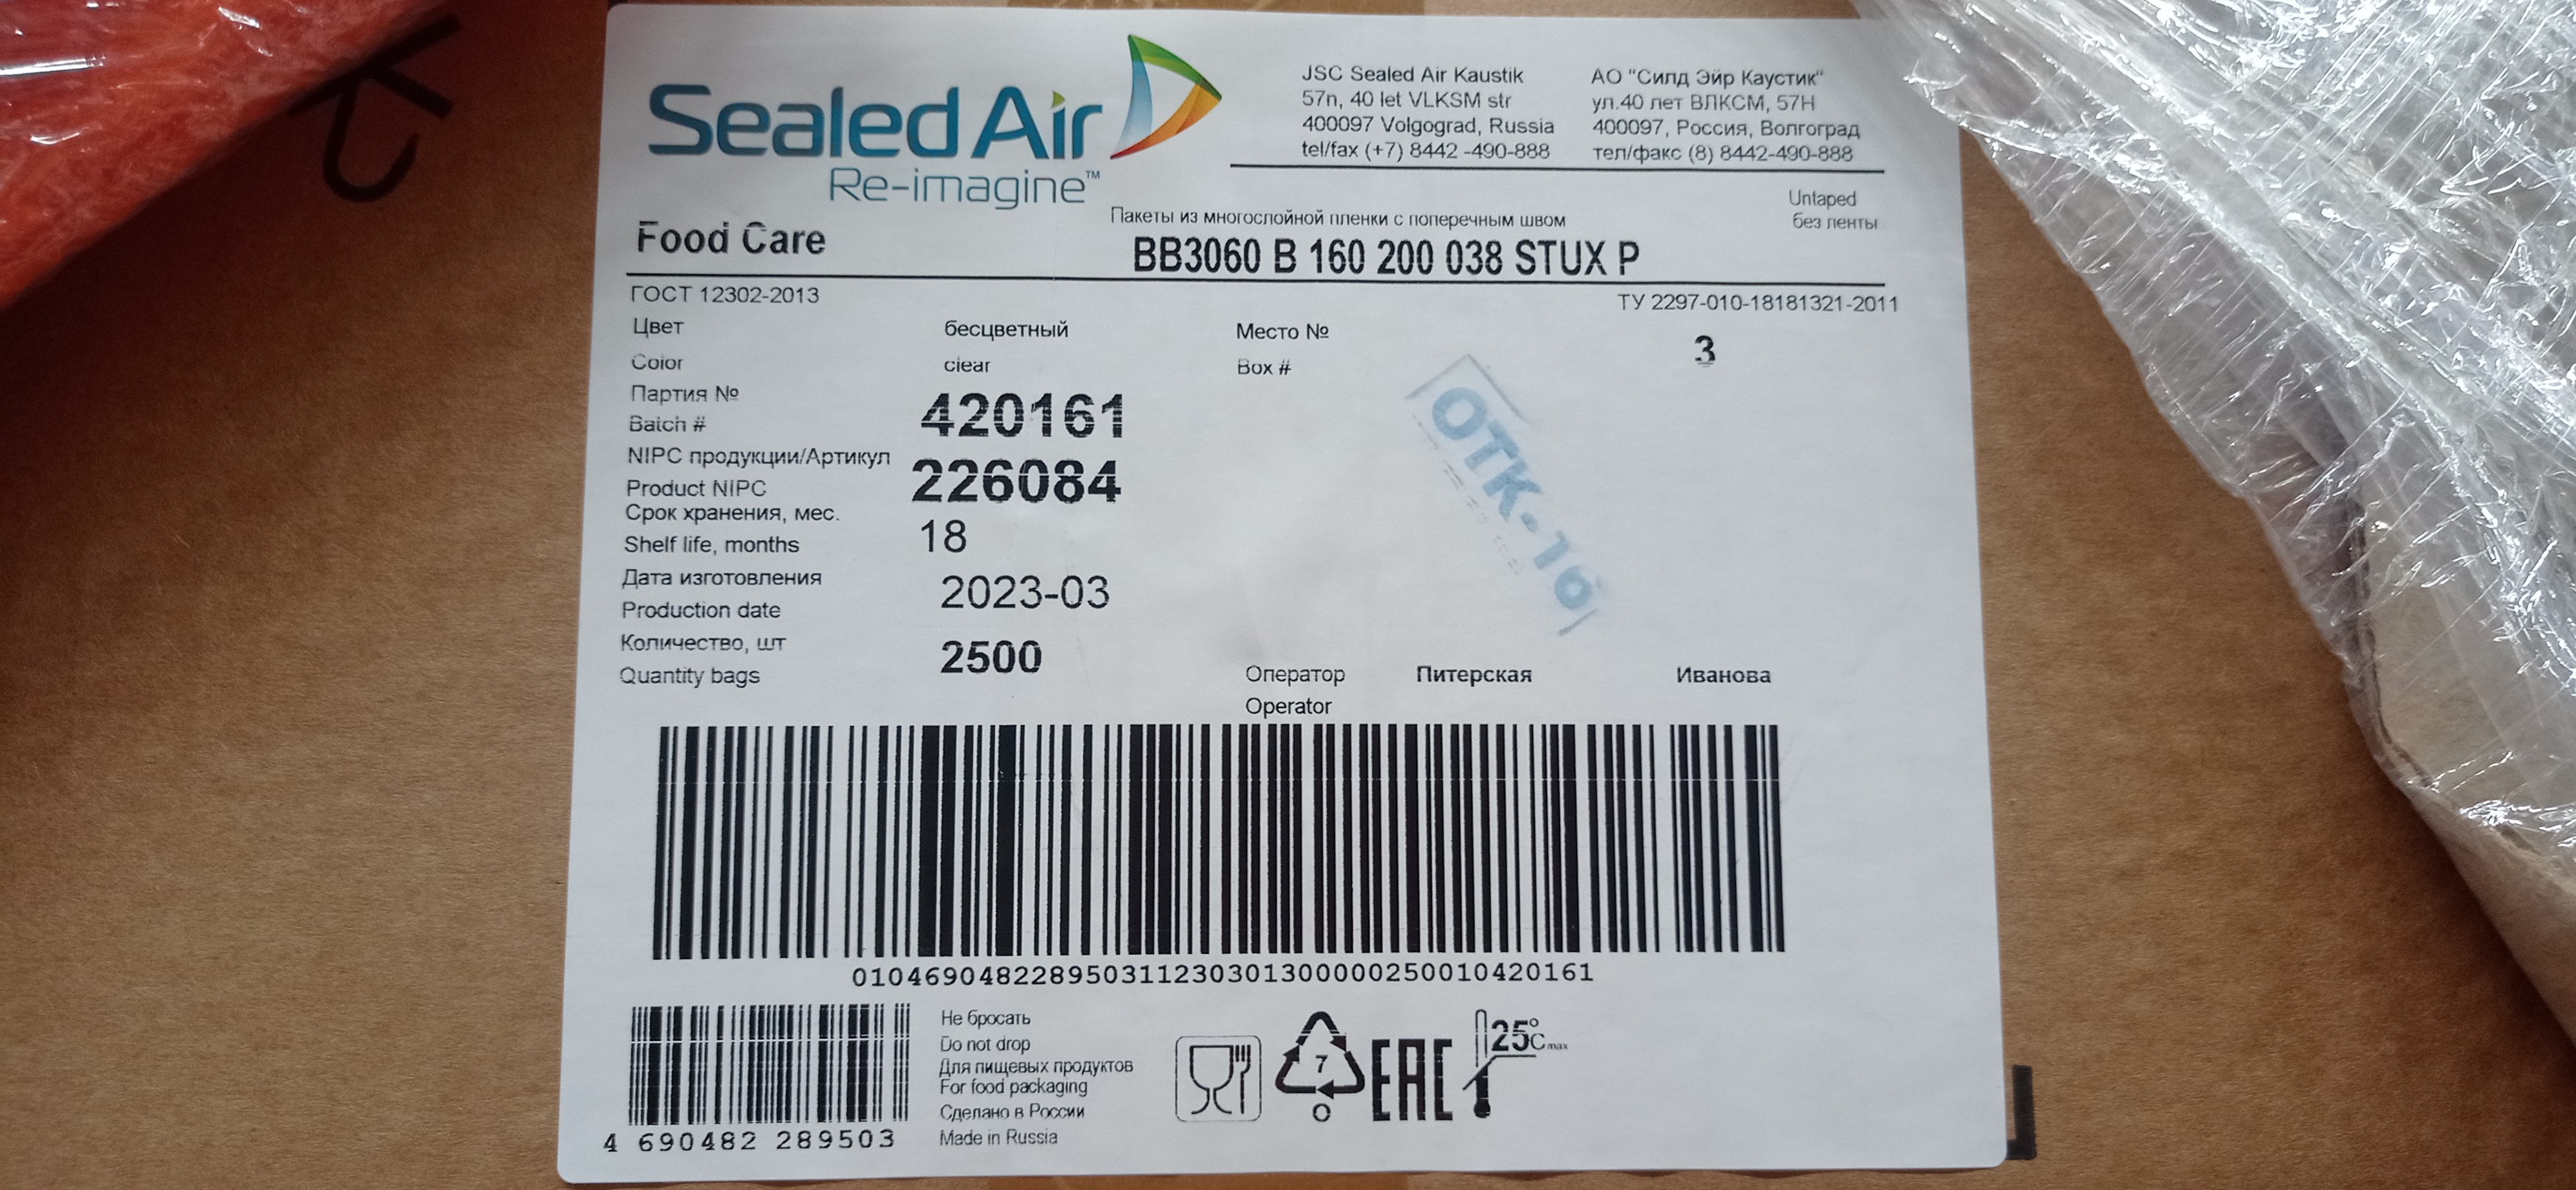 Sealed Air
Re-imagine™
JSC Sealed Air Kaustik
57n, 40 let VLKSM str
400097 Volgograd, Russia
tel/fax (+7) 8442 -490-888
АО "Силд Эйр Каустик"
ул.40 лет ВЛКСМ, 57Н
400097, Россия, Волгоград
тел/факс (8) 8442-490-888
Untaped
без ленты
Food Care
Пакеты из многослойной пленки с поперечным швом
BB3060 B 160 200 038 STUX P
ГОСТ 12302-2013
ТУ 2297-010-18181321-2011
Цвет бесцветный Место № 3
Color clear Box #
Партия № 420161
Batch #
NIPC продукции/Артикул 226084
Product NIPC
Срок хранения, мес. 18
Shelf life, months
Дата изготовления 2023-03
Production date
Количество, шт 2500
Quantity bags
ОТК-16
Оператор Питерская Иванова
Operator
010469048228950311230301300000250010420161
4 690482 289503
Не бросать
Do not drop
Для пищевых продуктов
For food packaging
Сделано в России
Made in Russia
7
O
EAC
25°C max